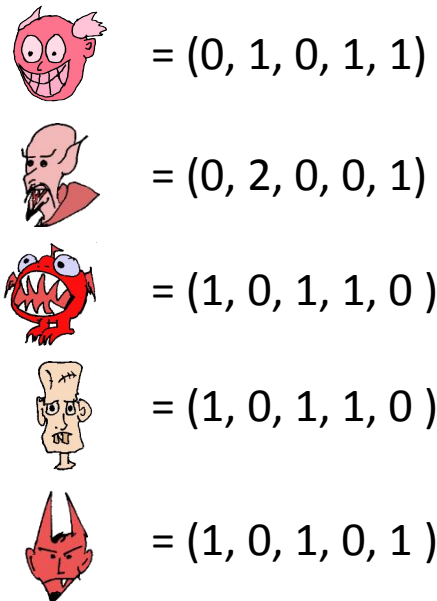 = (0, 1, 0, 1, 1)
= (0, 2, 0, 0, 1)
= (1, 0, 1, 1, 0 )
= (1, 0, 1, 1, 0 )
= (1, 0, 1, 0, 1 )